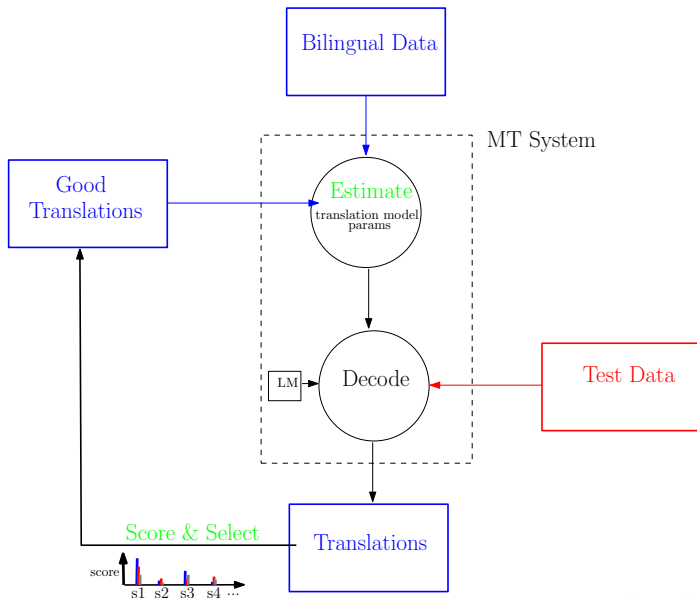 Bilingual Data
MT System
Good
Translations
Estimate
translation model
params
LM
Decode
Test Data
Score & Select
Translations
score
s1 s2 s3 s4 ...